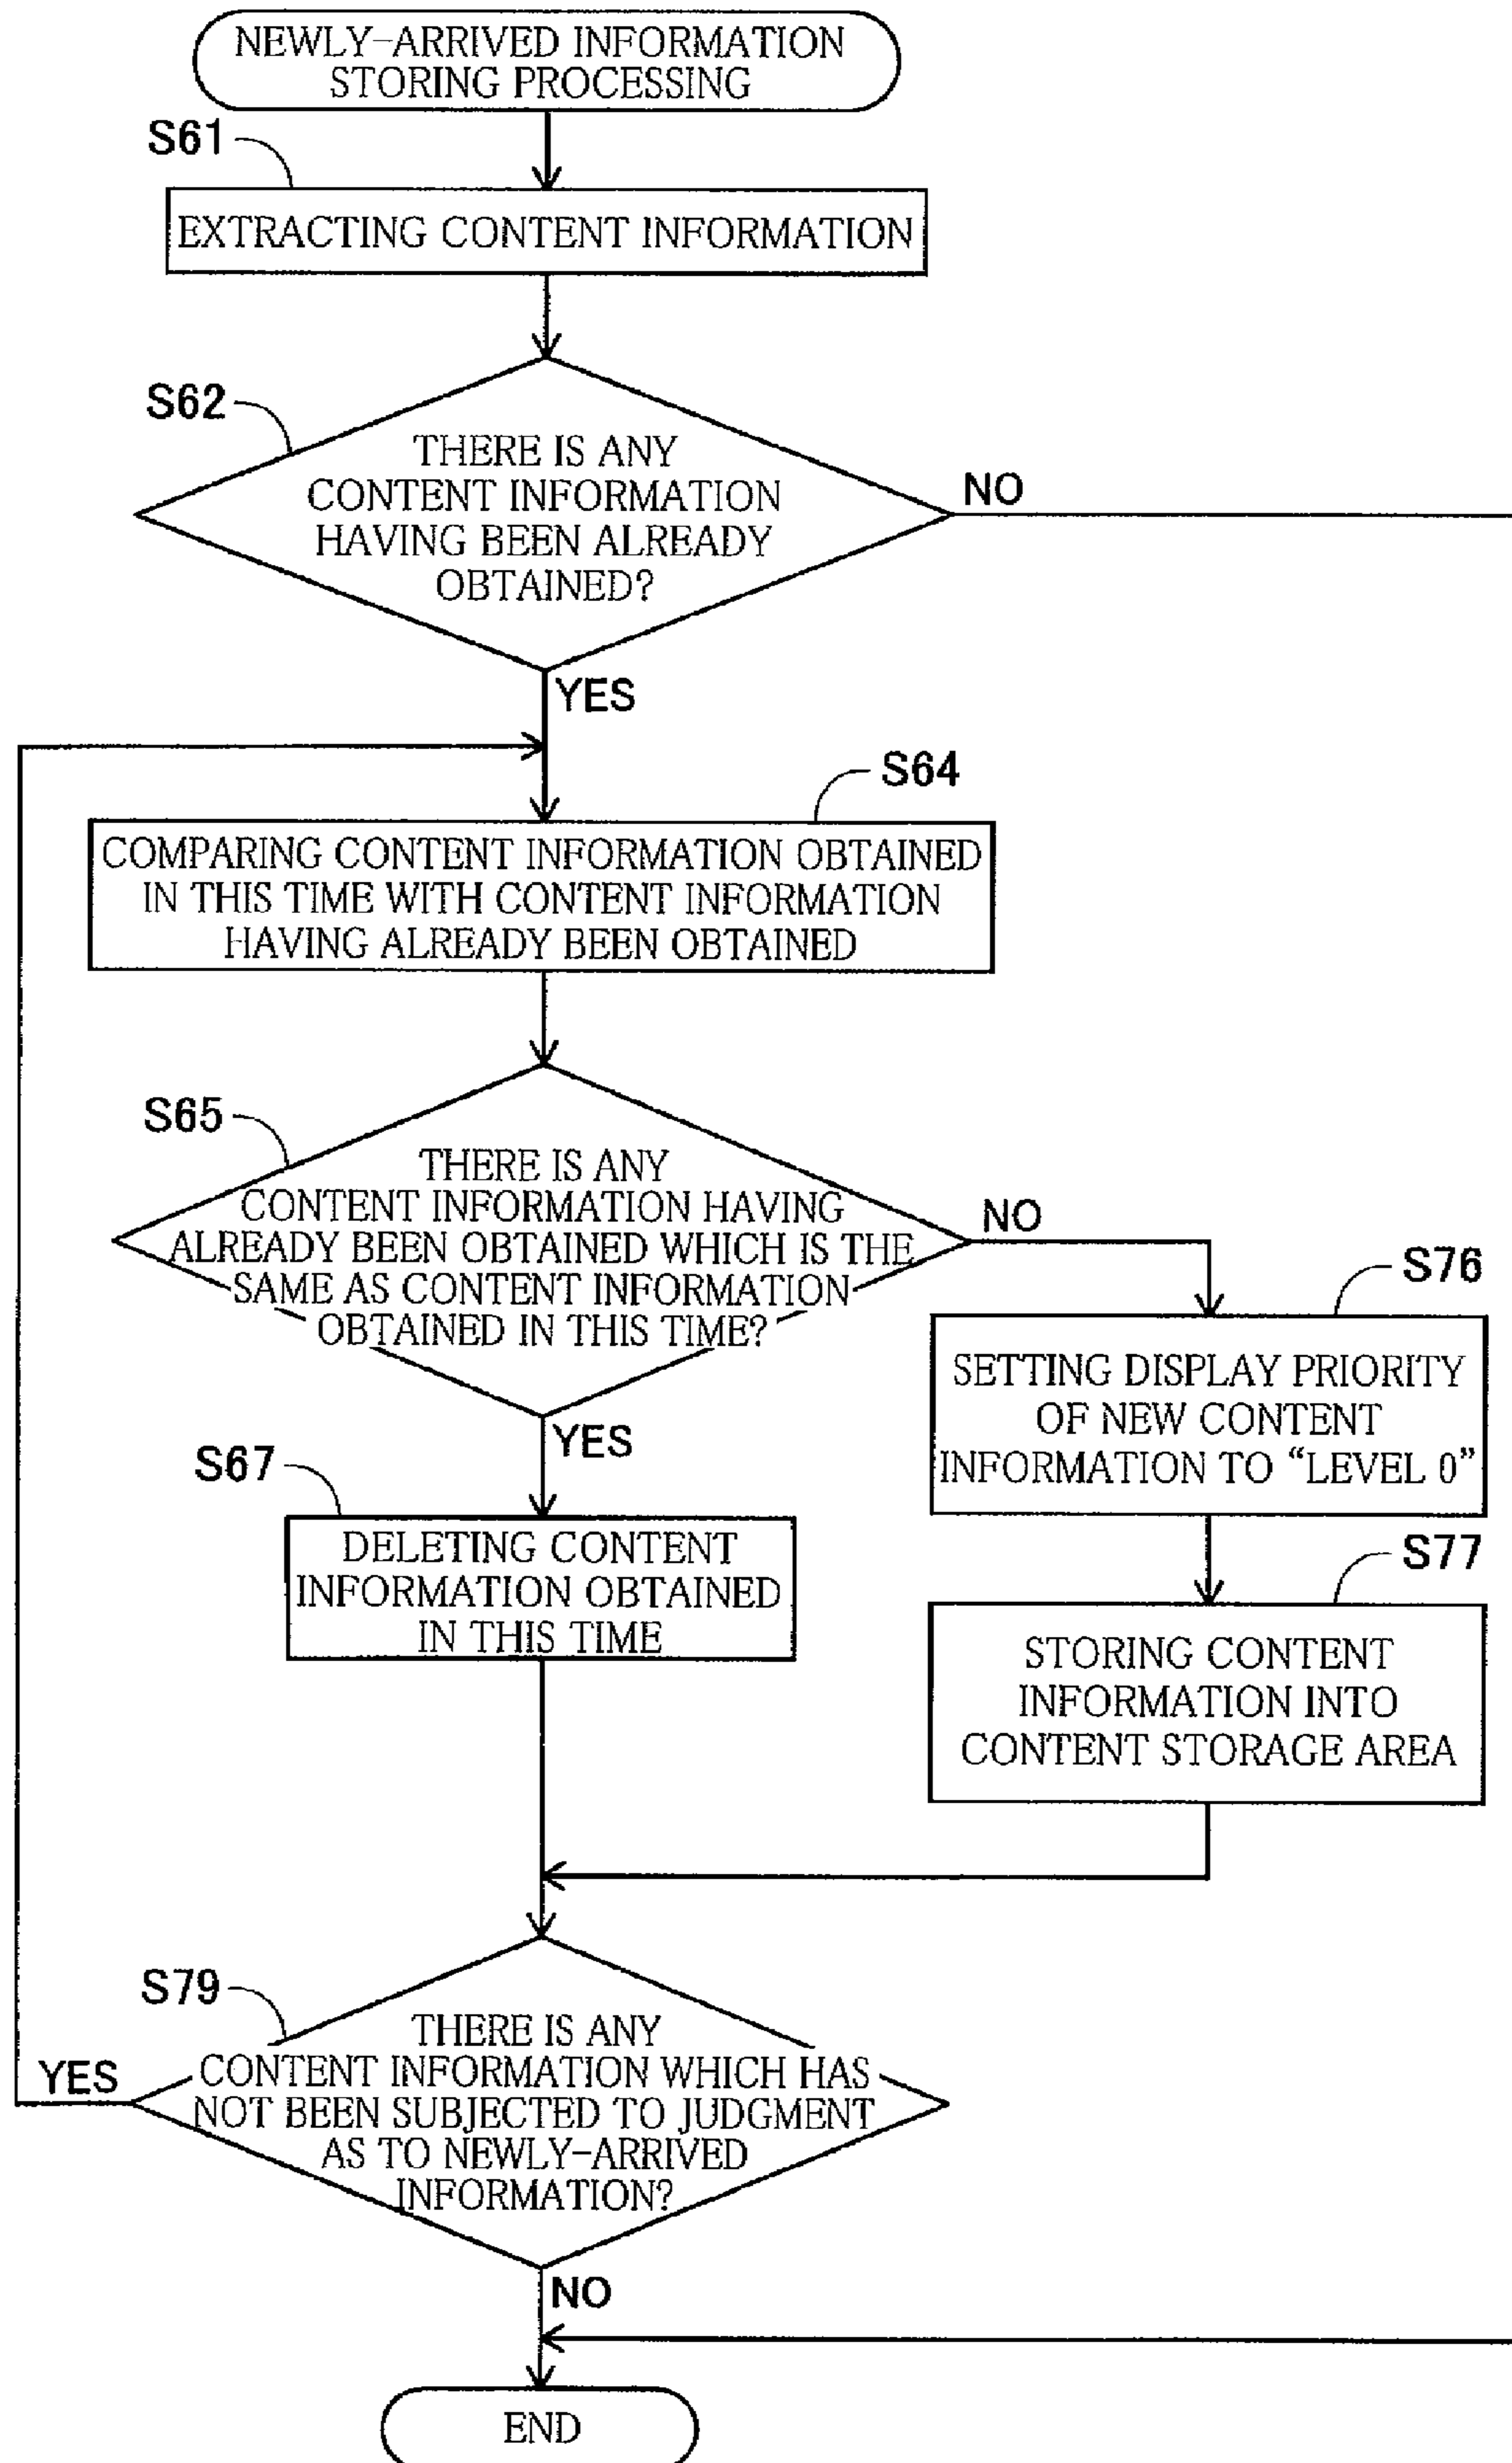 NEWLY-ARRIVED INFORMATION
STORING PROCESSING
S61
EXTRACTING CONTENT INFORMATION
S62
THERE IS ANY
CONTENT INFORMATION
HAVING BEEN ALREADY
OBTAINED?
NO
YES
S64
COMPARING CONTENT INFORMATION OBTAINED
IN THIS TIME WITH CONTENT INFORMATION
HAVING ALREADY BEEN OBTAINED
S65
THERE IS ANY
CONTENT INFORMATION HAVING
ALREADY BEEN OBTAINED WHICH IS THE
SAME AS CONTENT INFORMATION
OBTAINED IN THIS TIME?
NO
YES
S76
SETTING DISPLAY PRIORITY
OF NEW CONTENT
INFORMATION TO “LEVEL 0”
S67
DELETING CONTENT
INFORMATION OBTAINED
IN THIS TIME
S77
STORING CONTENT
INFORMATION INTO
CONTENT STORAGE AREA
S79
THERE IS ANY
CONTENT INFORMATION WHICH HAS
NOT BEEN SUBJECTED TO JUDGMENT
AS TO NEWLY-ARRIVED
INFORMATION?
YES
NO
END